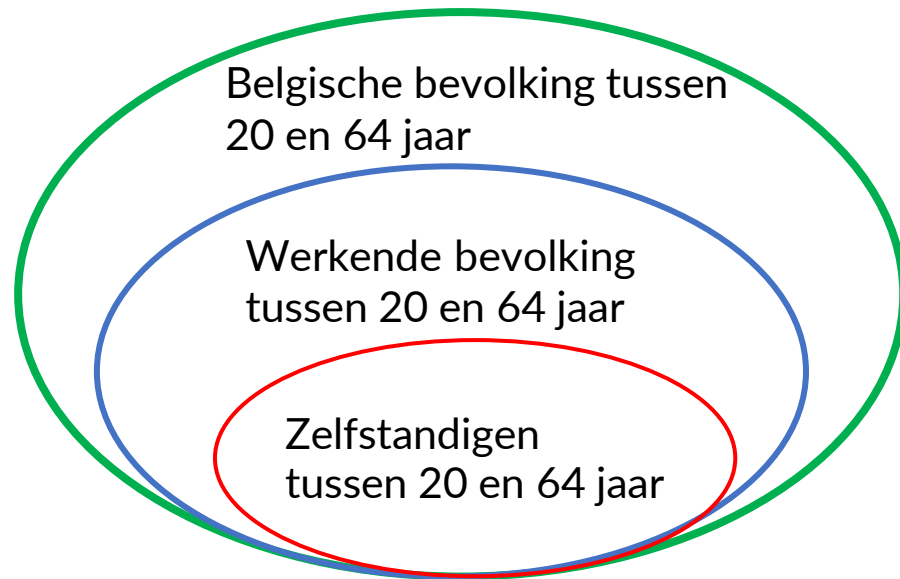 Belgische bevolking tussen
20 en 64 jaar
Werkende bevolking
tussen 20 en 64 jaar
Zelfstandigen
tussen 20 en 64 jaar